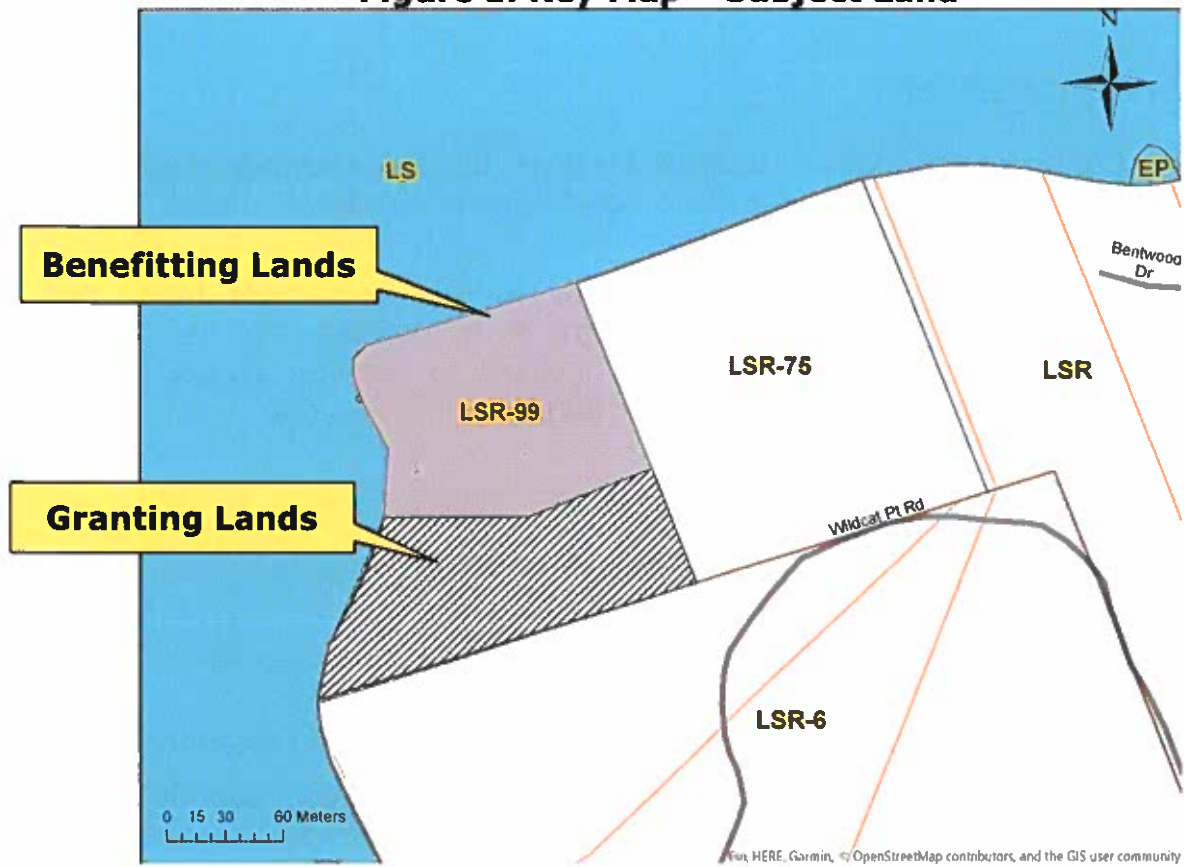 N
LS
EP
Bentwood
Dr
Benefitting Lands
LSR-75
LSR
LSR-99
Granting Lands
Wildcat Pt Rd
LSR-6
0 15 30 60 Meters
HERE, Garmin, © OpenStreetMap contributors, and the GIS user community